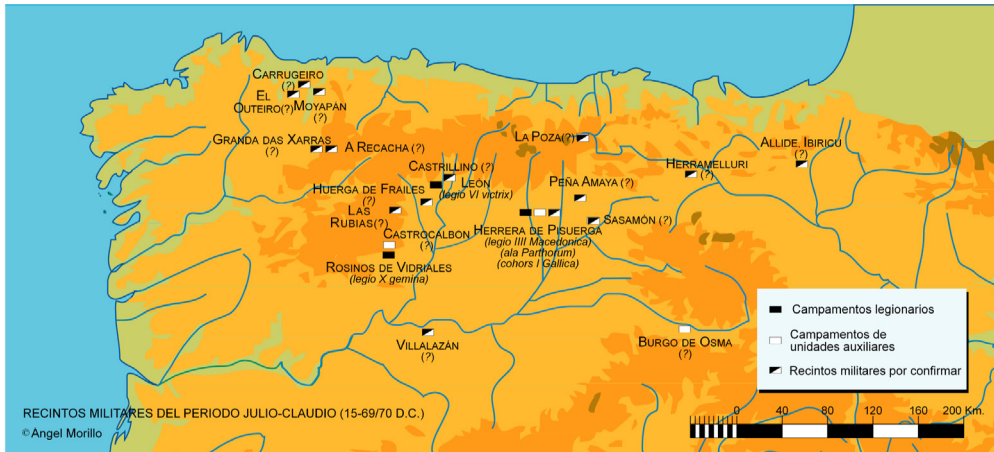 CARRUGEIRO
(?)
EL
OUTEIRO(?)
MOYAPÁN
(?)
GRANDA DAS XARRAS
(?)
A RECACHA (?)
LA POZA(?)
ALLIDE. IBIRICU
(?)
CASTRILLINO (?)
HERRAMELLURI
(?)
LEÓN
(legio VI victrix)
PEÑA AMAYA (?)
HUERGA DE FRAILES
(?)
LAS
RUBIAS(?)
SASAMÓN (?)
CASTROCALBÓN
(?)
HERRERA DE PISUERGA
(legio IIII Macedonica)
(ala Parthorum)
(cohors I Gallica)
ROSINOS DE VIDRIALES
(legio X gemina)
VILLALAZÁN
(?)
BURGO DE OSMA
(?)
Campamentos legionarios
Campamentos de
unidades auxiliares
Recintos militares por confirmar
RECINTOS MILITARES DEL PERIODO JULIO-CLAUDIO (15-69/70 D.C.)
© Angel Morillo
0 40 80 120 160 200 Km.